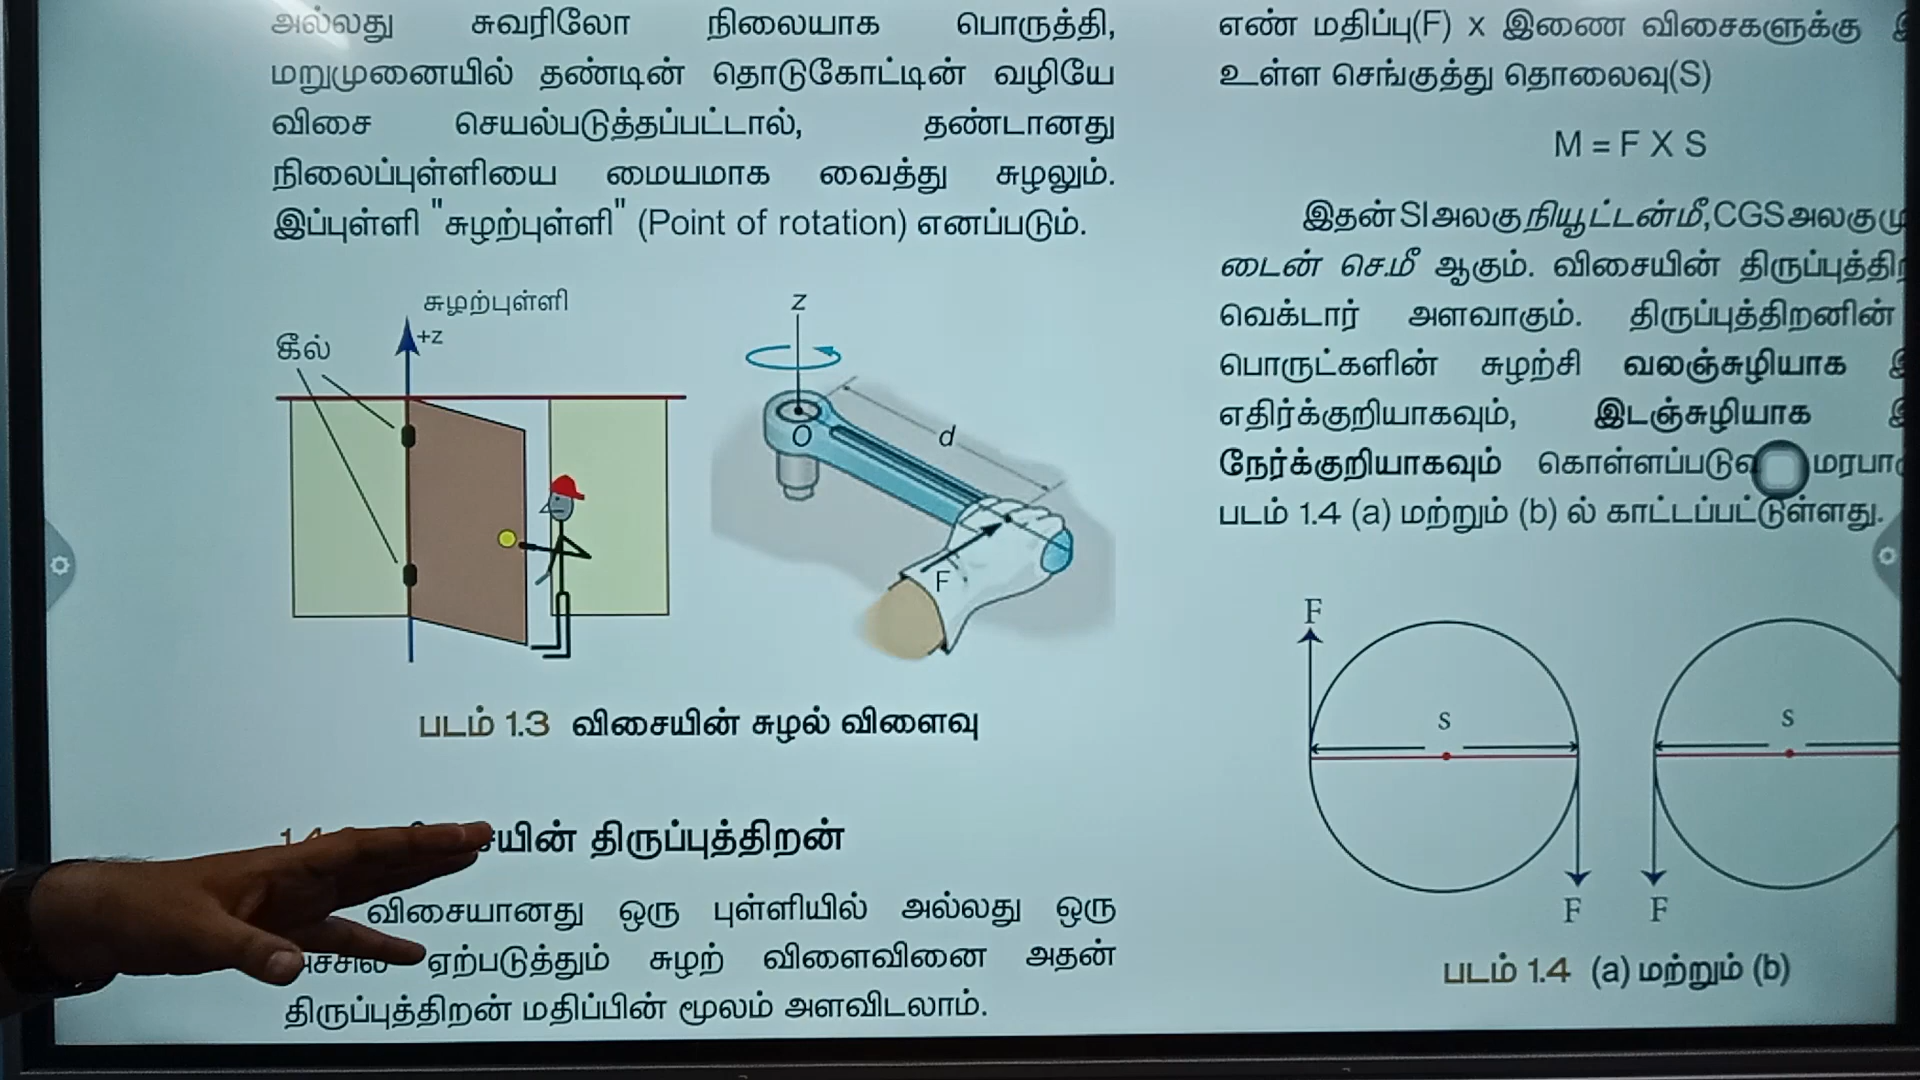 அல்லது சுவரிலோ நிலையாக பொருத்தி,
மறுமுனையில் தண்டின் தொடுகோட்டின் வழியே
விசை செயல்படுத்தப்பட்டால், தண்டானது
நிலைப்புள்ளியை மையமாக வைத்து சுழலும்.
இப்புள்ளி "சுழற்புள்ளி" (Point of rotation) எனப்படும்.
சுழற்புள்ளி
+z
கீல்
z
O
d
F
படம் 1.3 விசையின் சுழல் விளைவு
திருப்புத்திறன்
விசையானது ஒரு புள்ளியில் அல்லது ஒரு
ஏற்படுத்தும் சுழற் விளைவினை அதன்
திருப்புத்திறன் மதிப்பின் மூலம் அளவிடலாம்.
எண் மதிப்பு(F) x இணை விசைகளுக்கு
உள்ள செங்குத்து தொலைவு(S)
M = F X S
இதன் SI அலகு நியூட்டன் மீ, CGS அலகு
டைன் செ.மீ ஆகும். விசையின்
வெக்டார் அளவாகும். திருப்புத்திறனின்
பொருட்களின் சுழற்சி வலஞ்சுழியாக
எதிர்க்குறியாகவும், இடஞ்சுழியாக
நேர்க்குறியாகவும்
படம் 1.4 (a) மற்றும் (b) ல் காட்டப்பட்டுள்ளது.
F
s
F
s
F
படம் 1.4 (a) மற்றும் (b)